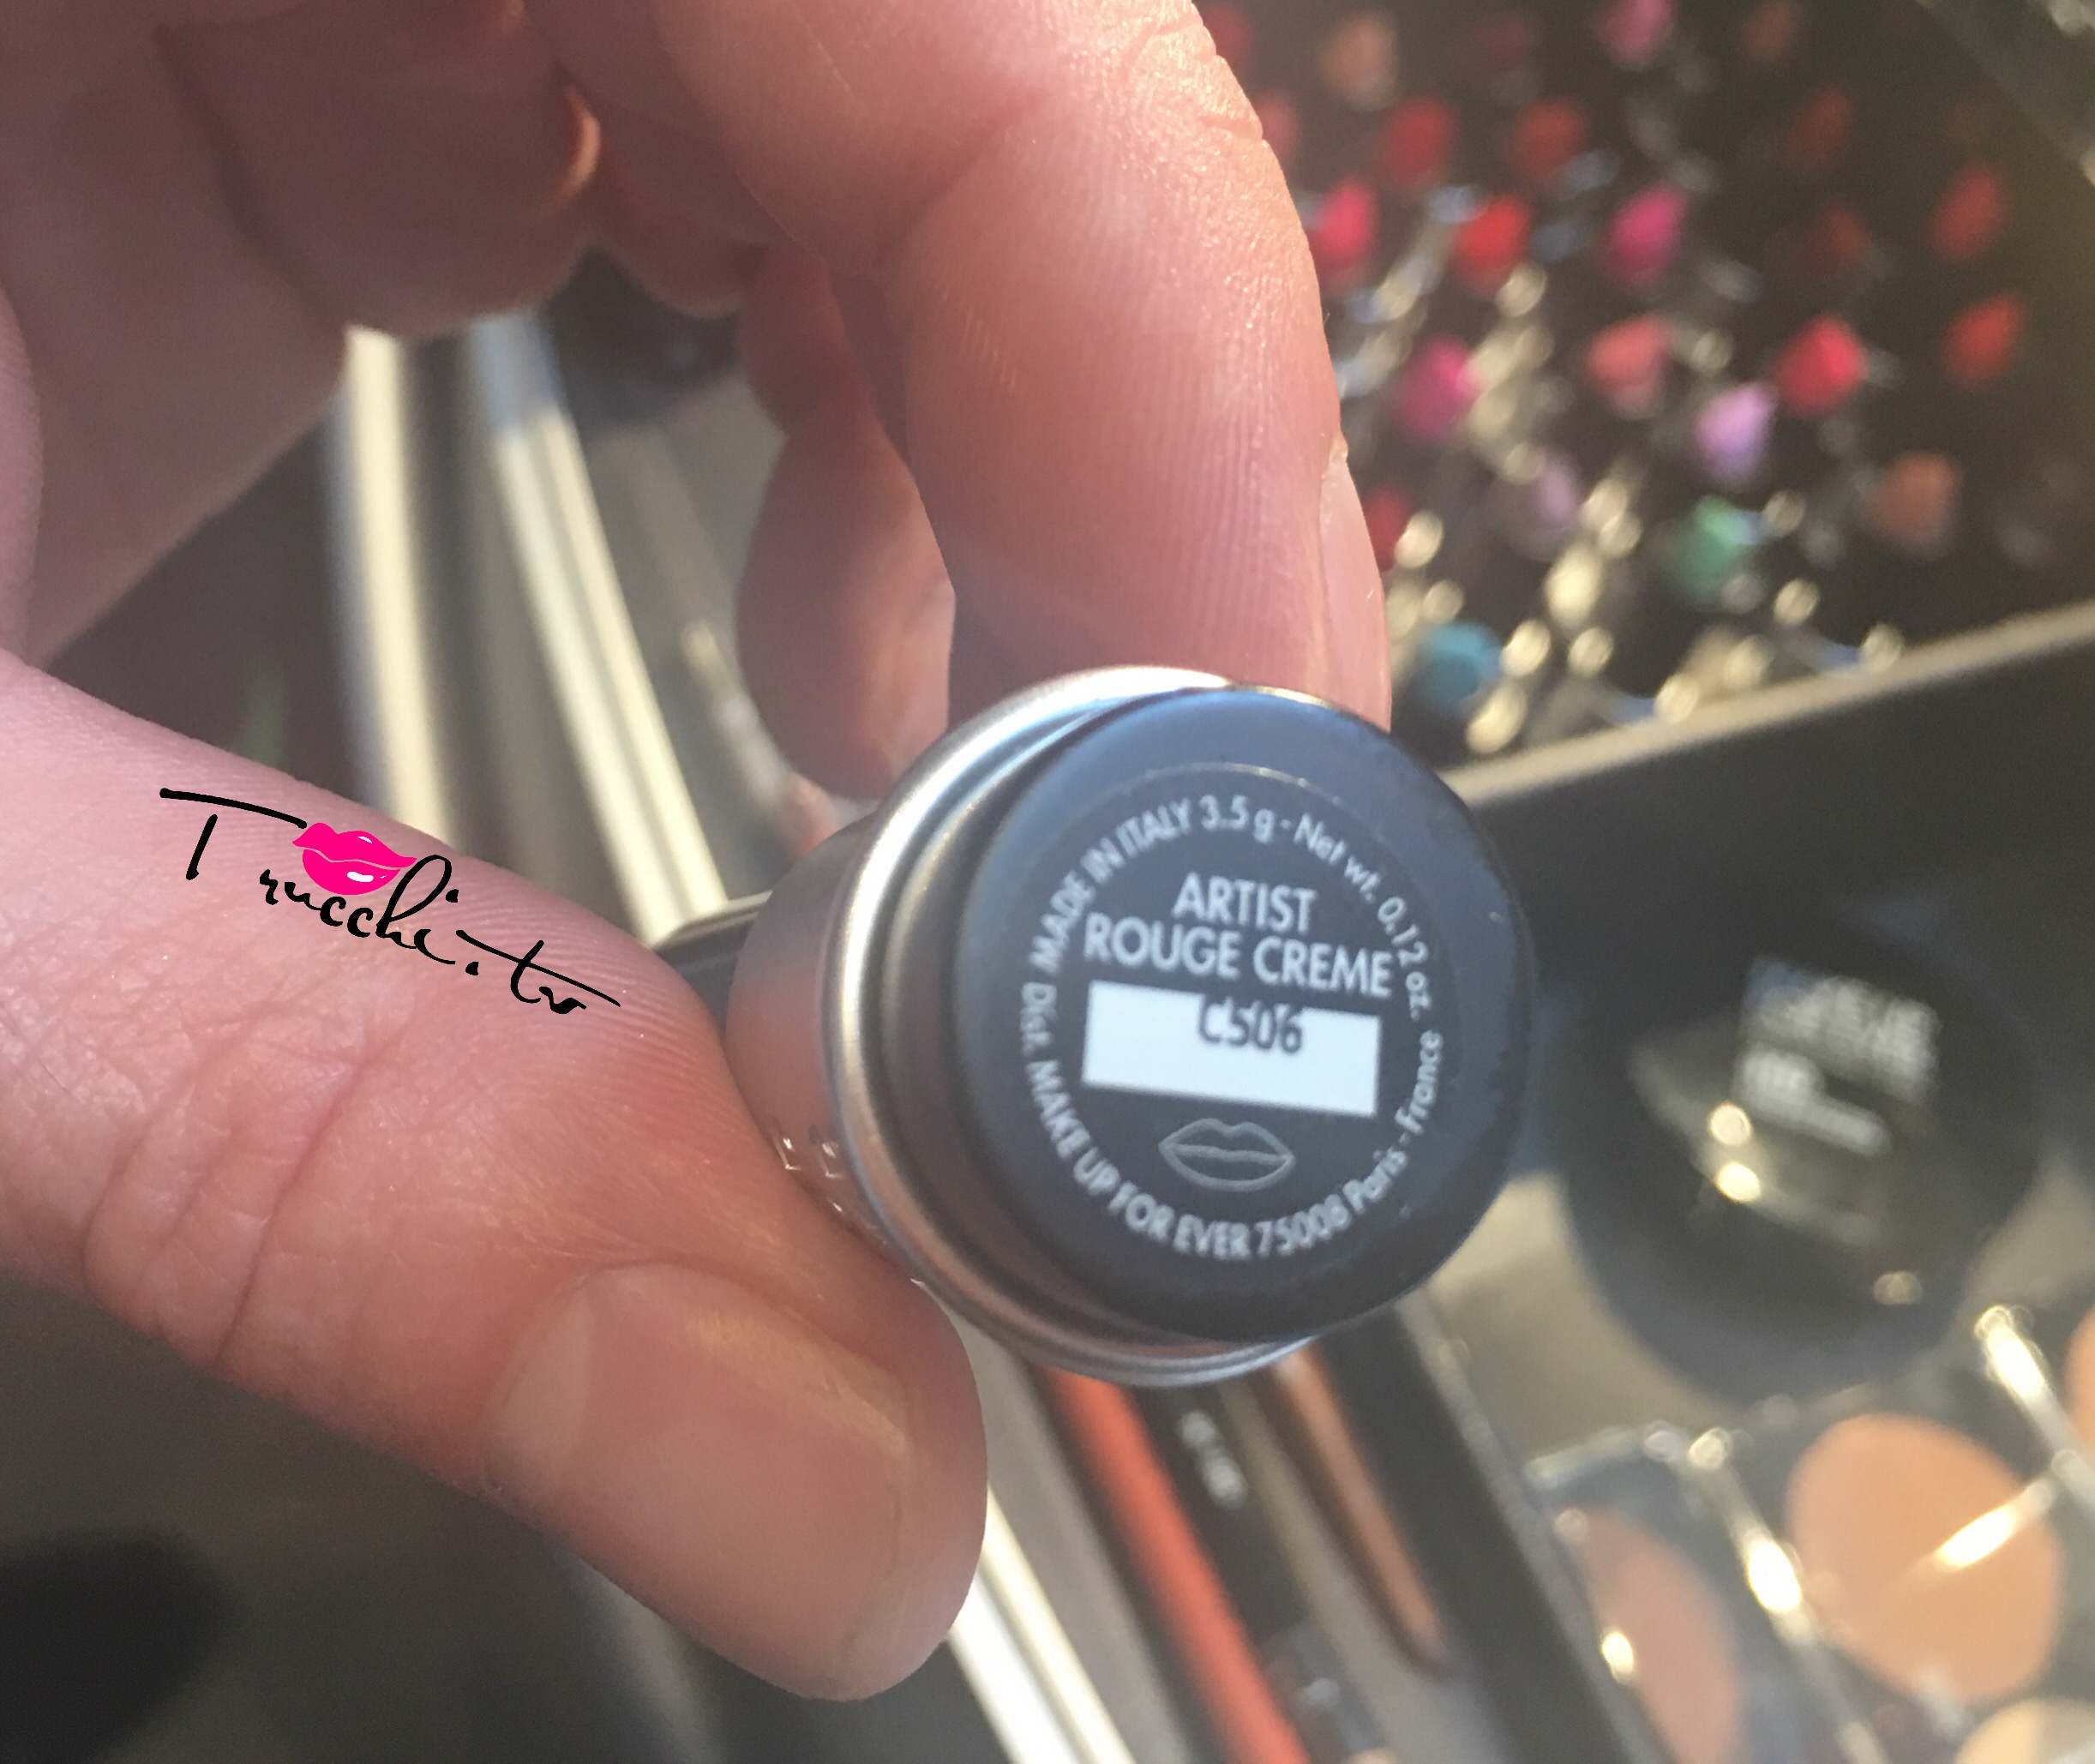 Trucchi.tv
MADE IN ITALY 3.5 g - Net wt. 0.12 oz.
ARTIST
ROUGE CREME
C506
Distr. MAKE UP FOR EVER 75008 Paris - France